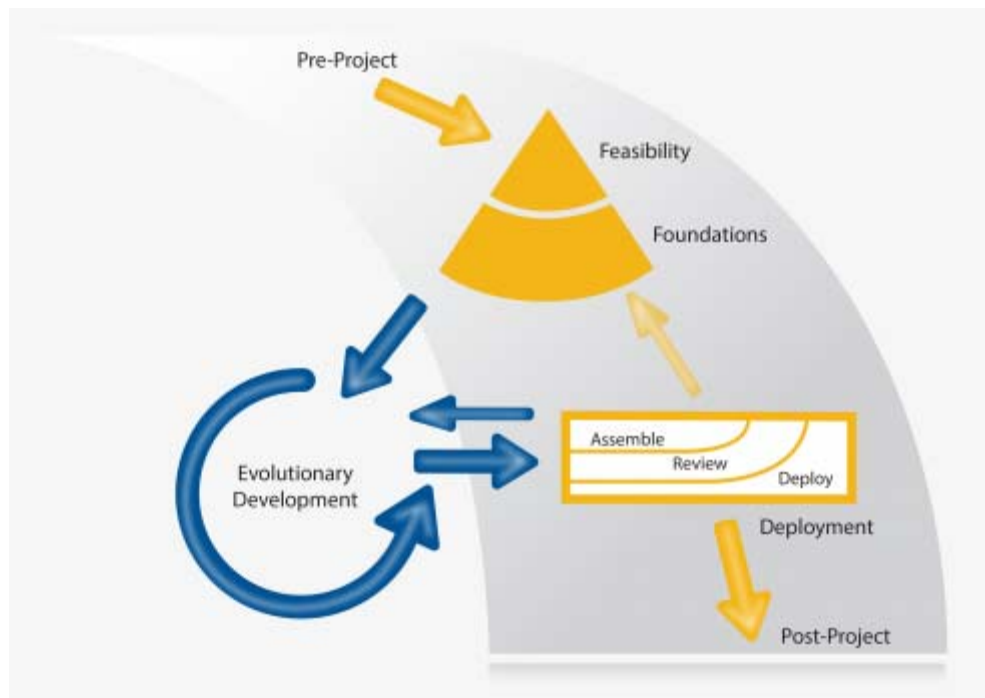 Pre-Project
Feasibility
Foundations
Evolutionary
Development
Assemble
Review
Deploy
Deployment
Post-Project